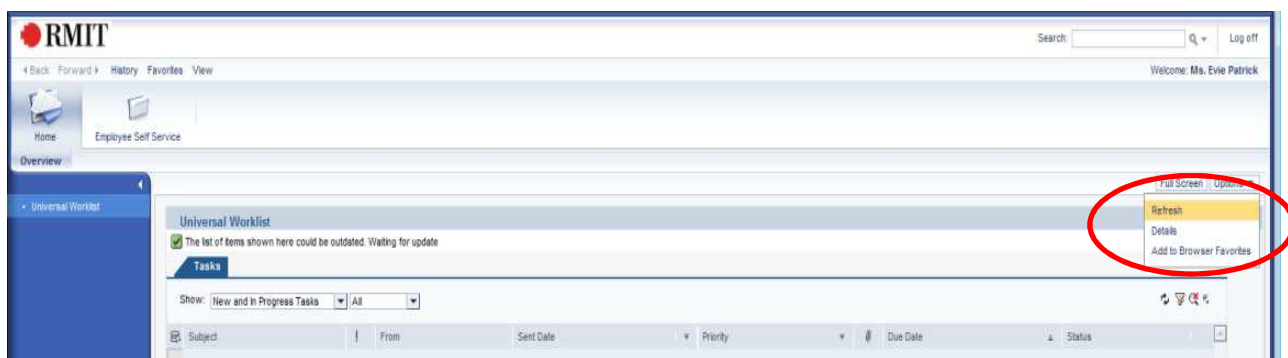 RMIT
Search: Log off
Back Forward History Favorites View Welcome: Ms. Evie Patrick
Home Employee Self Service
Overview
Full Screen Options
Universal Worklist
Refresh
Details
Add to Browser Favorites
Universal Worklist
The list of items shown here could be outdated. Waiting for update
Tasks
Show: New and In Progress Tasks All
Subject ! From Sent Date Priority Due Date Status